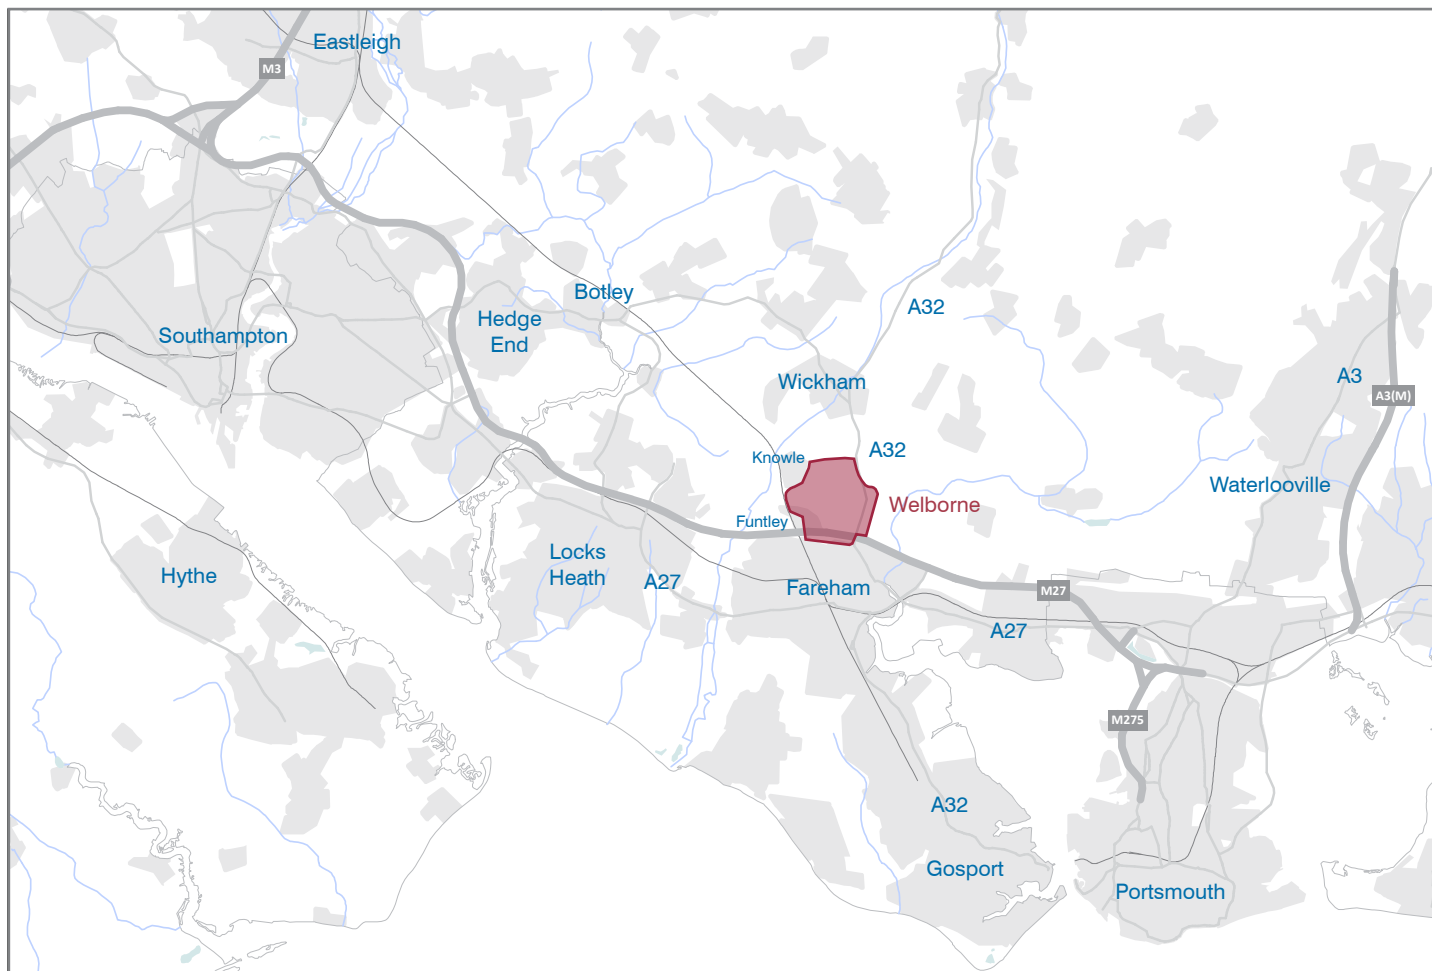 Eastleigh
M3
Botley
A32
Hedge
End
Southampton
Wickham
A3
A3(M)
A32
Knowle
Waterlooville
Welborne
Funtley
Locks
Heath
Hythe
A27
Fareham
M27
A27
M275
A32
Gosport
Portsmouth